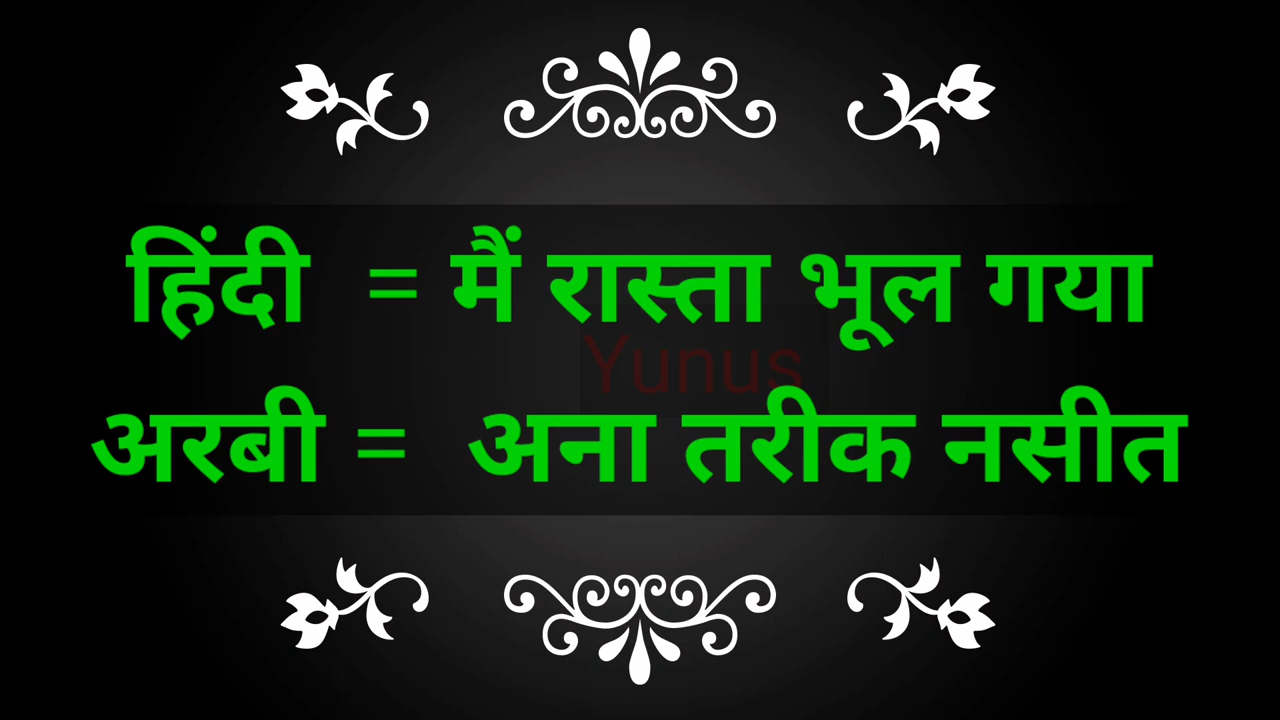 हिंदी = मैं रास्ता भूल गया
Yunus
अरबी = अना तरीक नसीत